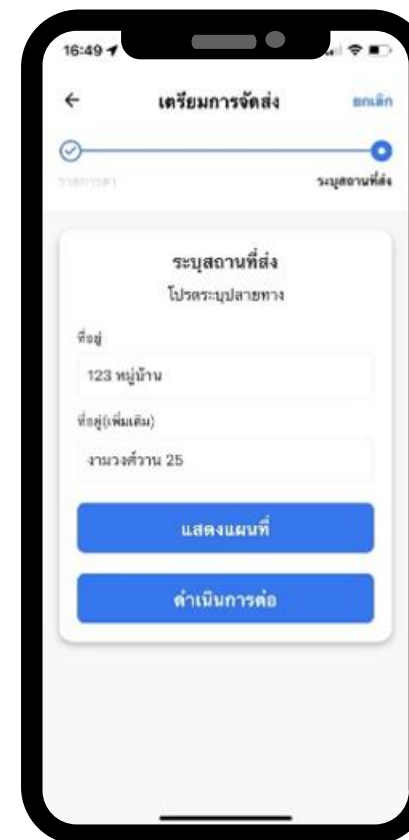 16:49
เตรียมการจัดส่ง
ยกเลิก
ระบุสถานที่ส่ง
ระบุสถานที่ส่ง
โปรดระบุปลายทาง
ที่อยู่
123 หมู่บ้าน
ที่อยู่(เพิ่มเติม)
งามวงศ์วาน 25
แสดงแผนที่
ดำเนินการต่อ